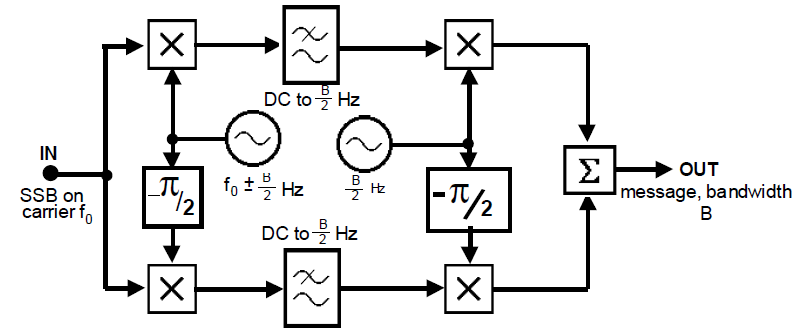 DC to B/2 Hz
IN
SSB on
carrier f0
-π/2
f0 ± B/2 Hz
B/2 Hz
-π/2
Σ
OUT
message, bandwidth
B
DC to B/2 Hz